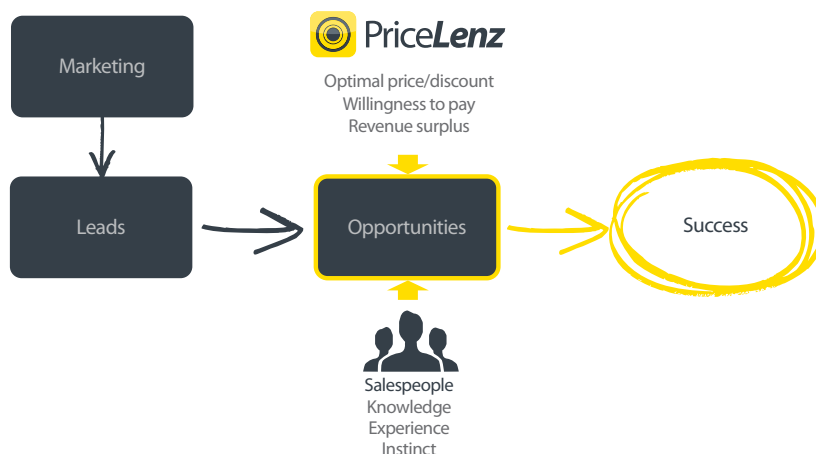 PriceLenz
Marketing
Optimal price/discount
Willingness to pay
Revenue surplus
Leads
Opportunities
Success
Salespeople
Knowledge
Experience
Instinct